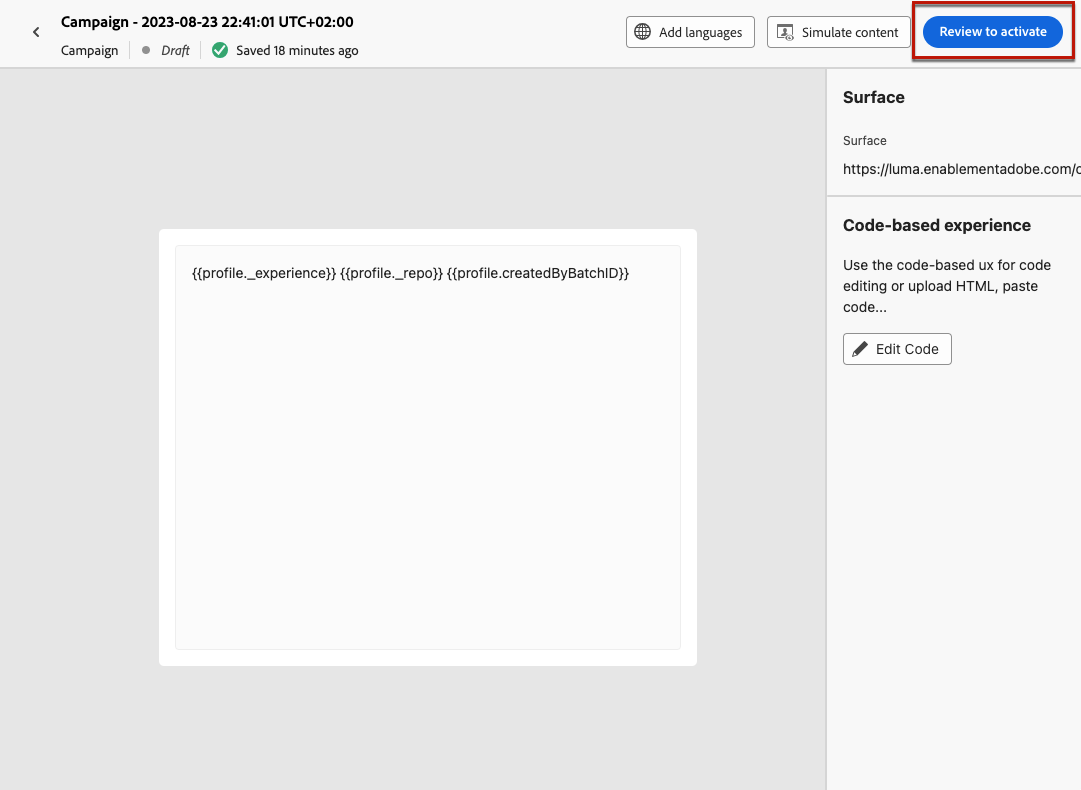 Campaign - 2023-08-23 22:41:01 UTC+02:00
Campaign
Draft
Saved 18 minutes ago
Add languages
Simulate content
Review to activate
{{profile._experience}} {{profile._repo}} {{profile.createdByBatchID}}
Surface
Surface
https://luma.enablementadobe.com/
Code-based experience
Use the code-based ux for code
editing or upload HTML, paste
code...
Edit Code